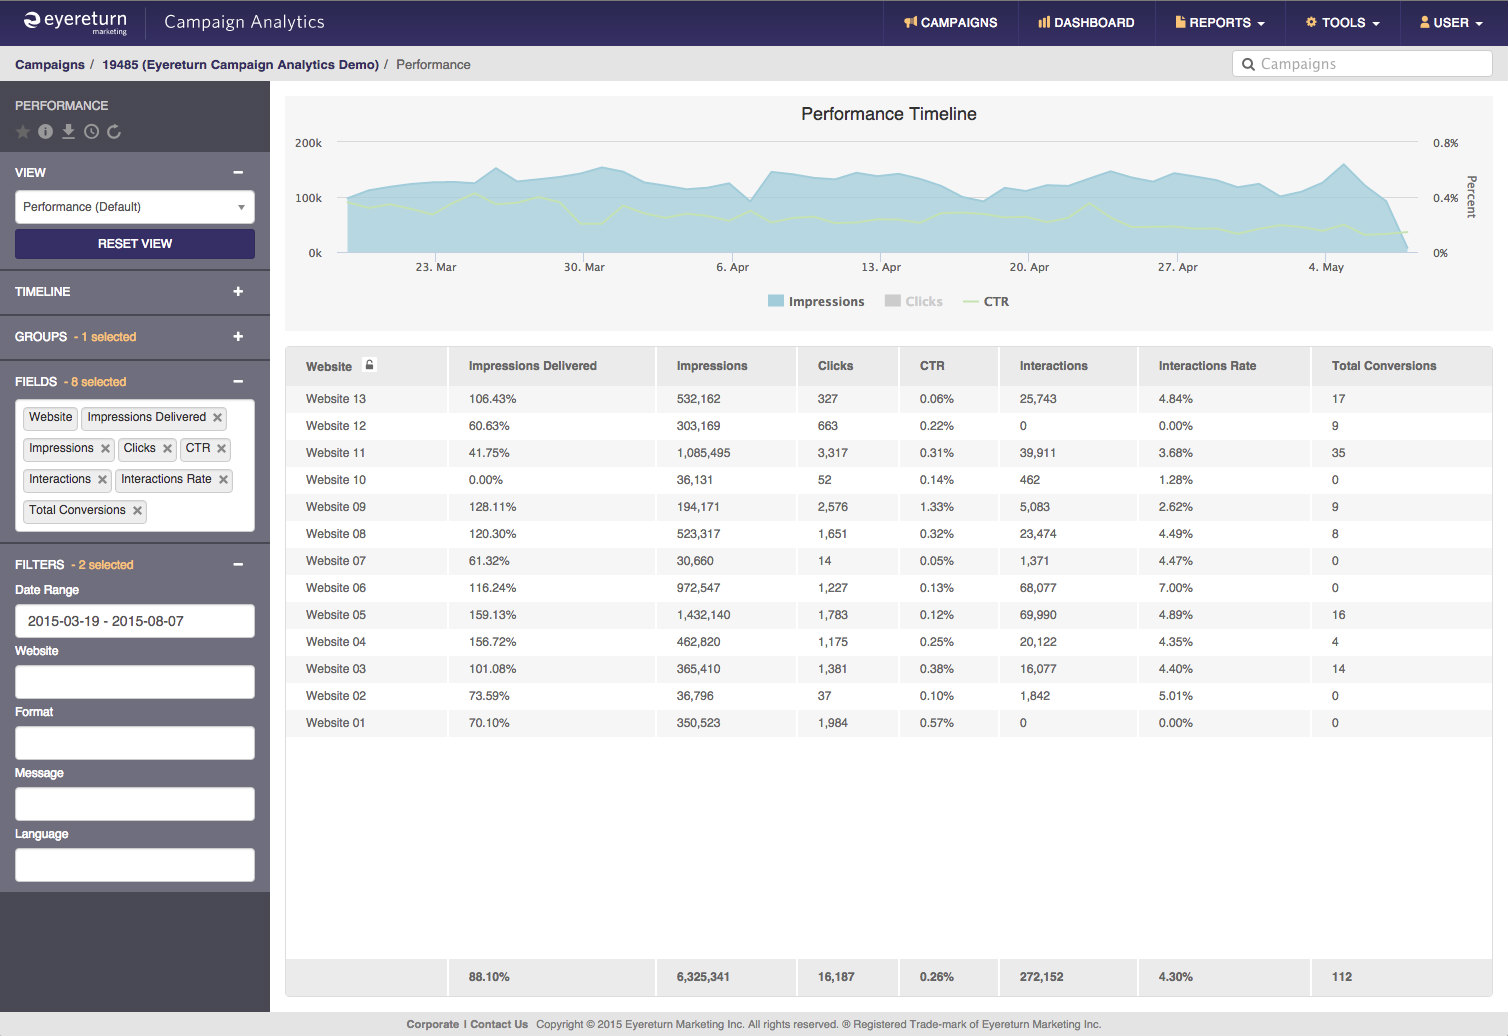 eyereturn
marketing
Campaign Analytics
CAMPAIGNS DASHBOARD REPORTS TOOLS USER
Campaigns / 19485 (Eyereturn Campaign Analytics Demo) / Performance
Campaigns
PERFORMANCE
VIEW
Performance (Default)
RESET VIEW
TIMELINE
GROUPS - 1 selected
FIELDS - 8 selected
Website Impressions Delivered
Impressions Clicks CTR
Interactions Interactions Rate
Total Conversions
FILTERS - 2 selected
Date Range
2015-03-19 - 2015-08-07
Website
Format
Message
Language
Performance Timeline
200k 0.8%
100k 0.4%
0k 0%
Percent
23. Mar 30. Mar 6. Apr 13. Apr 20. Apr 27. Apr 4. May
Impressions Clicks CTR
Website Impressions Delivered Impressions Clicks CTR Interactions Interactions Rate Total Conversions
Website 13 106.43% 532,162 327 0.06% 25,743 4.84% 17
Website 12 60.63% 303,169 663 0.22% 0 0.00% 9
Website 11 41.75% 1,085,495 3,317 0.31% 39,911 3.68% 35
Website 10 0.00% 36,131 52 0.14% 462 1.28% 0
Website 09 128.11% 194,171 2,576 1.33% 5,083 2.62% 9
Website 08 120.30% 523,317 1,651 0.32% 23,474 4.49% 8
Website 07 61.32% 30,660 14 0.05% 1,371 4.47% 0
Website 06 116.24% 972,547 1,227 0.13% 68,077 7.00% 0
Website 05 159.13% 1,432,140 1,783 0.12% 69,990 4.89% 16
Website 04 156.72% 462,820 1,175 0.25% 20,122 4.35% 4
Website 03 101.08% 365,410 1,381 0.38% 16,077 4.40% 14
Website 02 73.59% 36,796 37 0.10% 1,842 5.01% 0
Website 01 70.10% 350,523 1,984 0.57% 0 0.00% 0
88.10% 6,325,341 16,187 0.26% 272,152 4.30% 112
Corporate | Contact Us Copyright © 2015 Eyereturn Marketing Inc. All rights reserved. ® Registered Trade-mark of Eyereturn Marketing Inc.